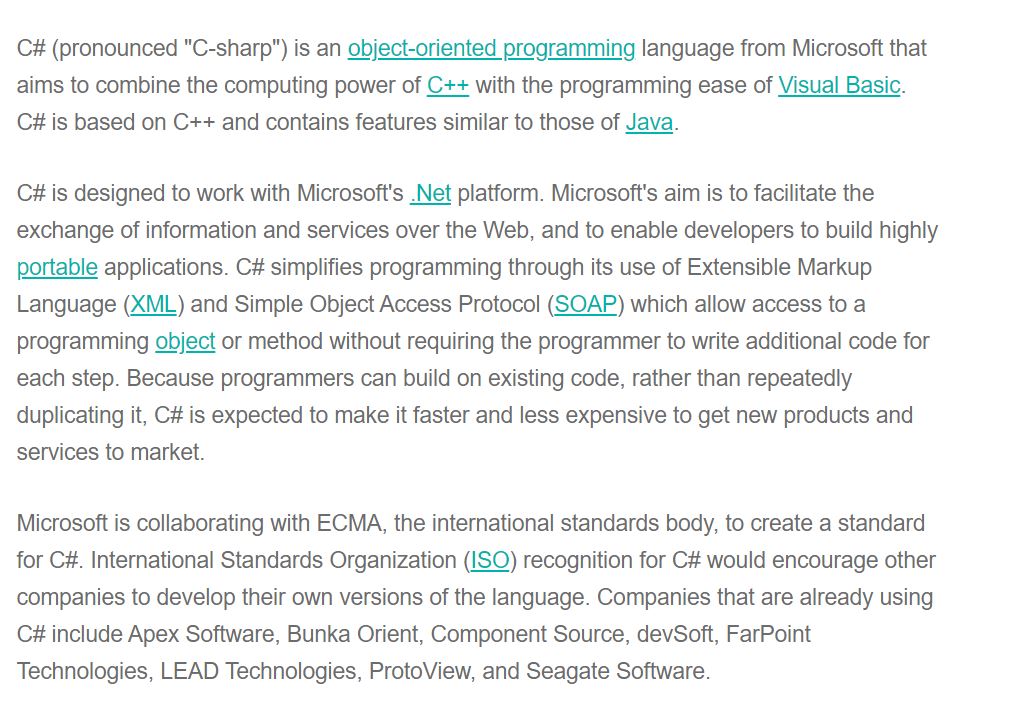 C# (pronounced "C-sharp") is an object-oriented programming language from Microsoft that
aims to combine the computing power of C++ with the programming ease of Visual Basic.
C# is based on C++ and contains features similar to those of Java.
C# is designed to work with Microsoft's .Net platform. Microsoft's aim is to facilitate the
exchange of information and services over the Web, and to enable developers to build highly
portable applications. C# simplifies programming through its use of Extensible Markup
Language (XML) and Simple Object Access Protocol (SOAP) which allow access to a
programming object or method without requiring the programmer to write additional code for
each step. Because programmers can build on existing code, rather than repeatedly
duplicating it, C# is expected to make it faster and less expensive to get new products and
services to market.
Microsoft is collaborating with ECMA, the international standards body, to create a standard
for C#. International Standards Organization (ISO) recognition for C# would encourage other
companies to develop their own versions of the language. Companies that are already using
C# include Apex Software, Bunka Orient, Component Source, devSoft, FarPoint
Technologies, LEAD Technologies, ProtoView, and Seagate Software.